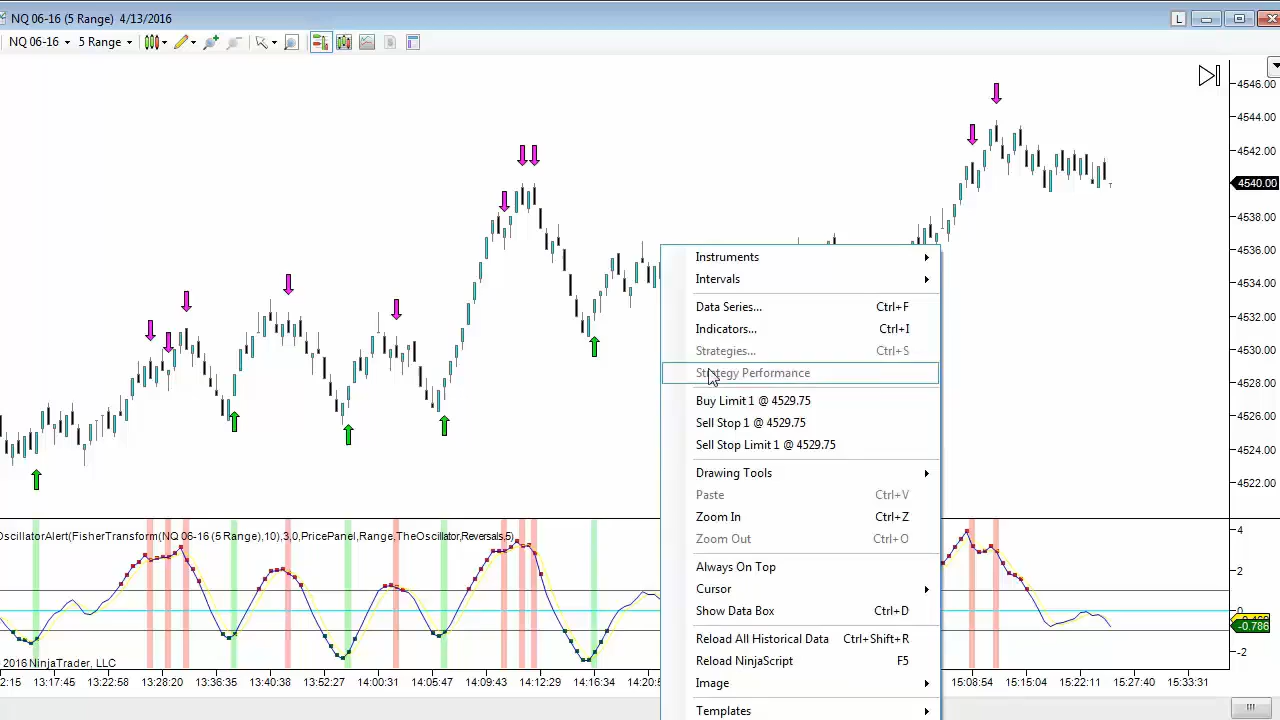 NQ 06-16 (5 Range) 4/13/2016
L
NQ 06-16 5 Range
4546.00
4544.00
4542.00
4540.00
4538.00
4536.00
4534.00
4532.00
4530.00
4528.00
4526.00
4524.00
4522.00
Instruments
Intervals
Data Series... Ctrl+F
Indicators... Ctrl+I
Strategies... Ctrl+S
Strategy Performance
Buy Limit 1 @ 4529.75
Sell Stop 1 @ 4529.75
Sell Stop Limit 1 @ 4529.75
Drawing Tools
Paste Ctrl+V
Zoom In Ctrl+Z
Zoom Out Ctrl+O
Always On Top
Cursor
Show Data Box Ctrl+D
Reload All Historical Data Ctrl+Shift+R
Reload NinjaScript F5
Image
Templates
OscillatorAlert(FisherTransform(NQ 06-16 (5 Range),10),3,0,PricePanel,Range,TheOscillator,Reversals,5)
4
2
0
-0.786
-2
2016 NinjaTrader, LLC
2:15 13:17:45 13:22:58 13:28:20 13:36:35 13:52:27 14:00:31 14:05:47 14:09:43 14:12:29 14:16:34 14:20:5 15:08:54 15:15:04 15:22:11 15:27:40 15:33:31